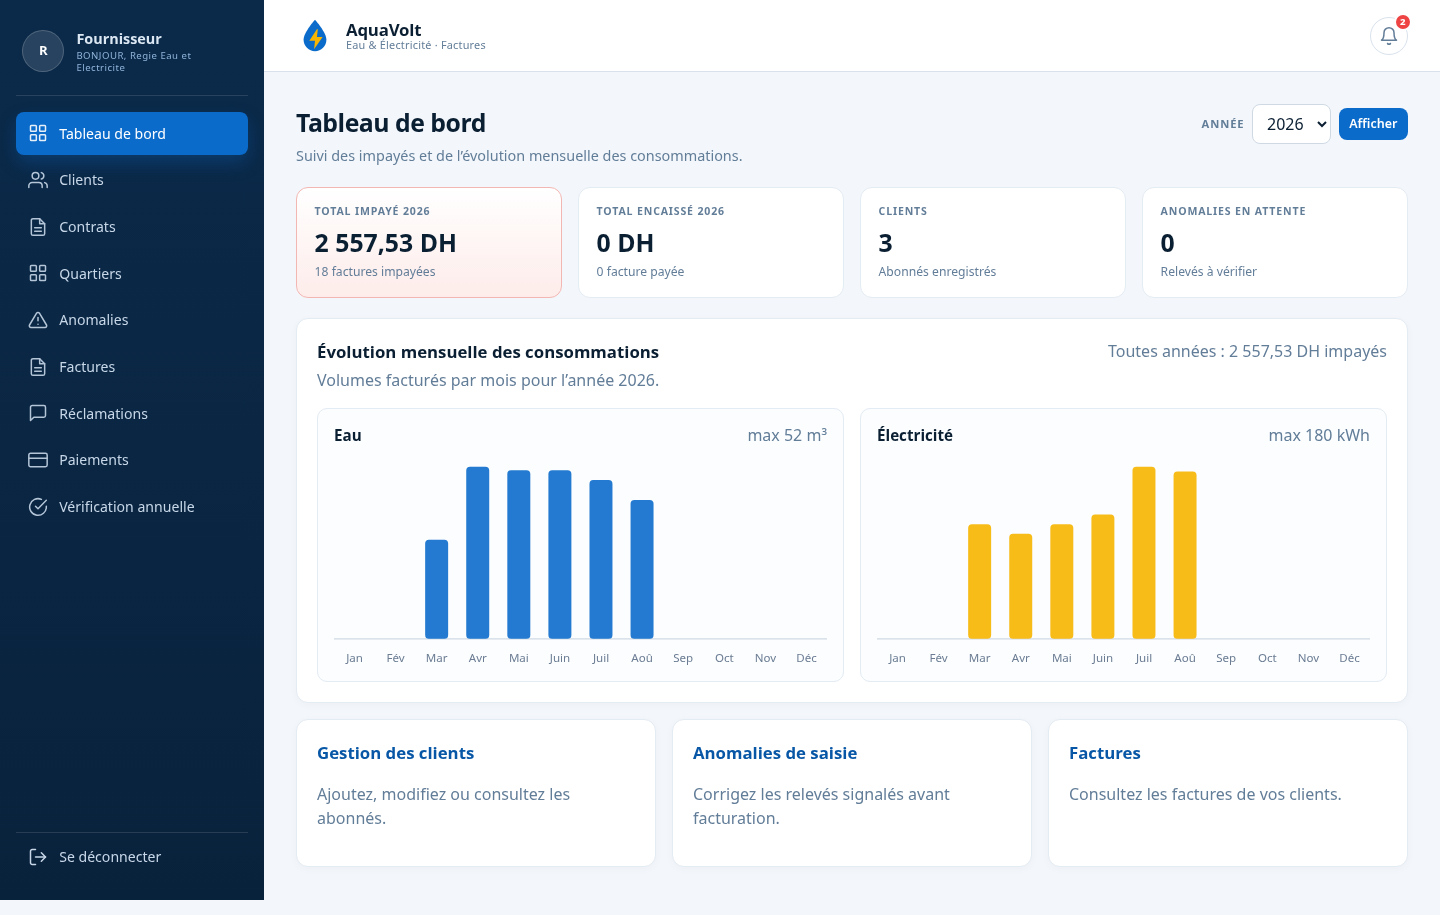 R
Fournisseur
BONJOUR, Regie Eau et
Electricite
Tableau de bord
Clients
Contrats
Quartiers
Anomalies
Factures
Réclamations
Paiements
Vérification annuelle
Se déconnecter
AquaVolt
Eau & Électricité · Factures
2
Tableau de bord
Suivi des impayés et de l’évolution mensuelle des consommations.
ANNÉE
2026
Afficher
TOTAL IMPAYÉ 2026
2 557,53 DH
18 factures impayées
TOTAL ENCAISSÉ 2026
0 DH
0 facture payée
CLIENTS
3
Abonnés enregistrés
ANOMALIES EN ATTENTE
0
Relevés à vérifier
Évolution mensuelle des consommations
Toutes années : 2 557,53 DH impayés
Volumes facturés par mois pour l’année 2026.
Eau
max 52 m³
Jan Fév Mar Avr Mai Juin Juil Aoû Sep Oct Nov Déc
Électricité
max 180 kWh
Jan Fév Mar Avr Mai Juin Juil Aoû Sep Oct Nov Déc
Gestion des clients
Ajoutez, modifiez ou consultez les
abonnés.
Anomalies de saisie
Corrigez les relevés signalés avant
facturation.
Factures
Consultez les factures de vos clients.